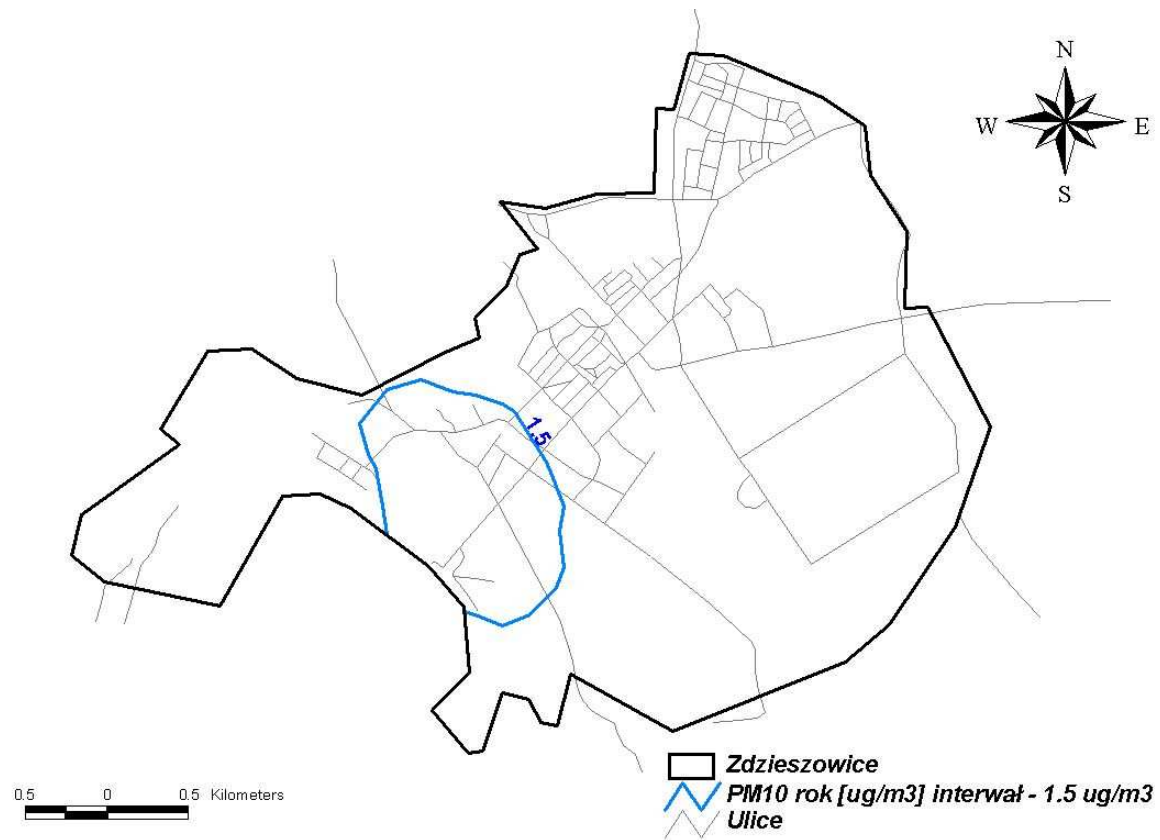 N
W E
S
1.5
Zdzieszowice
PM10 rok [ug/m3] interwał - 1.5 ug/m3
Ulice
0.5 0 0.5 Kilometers